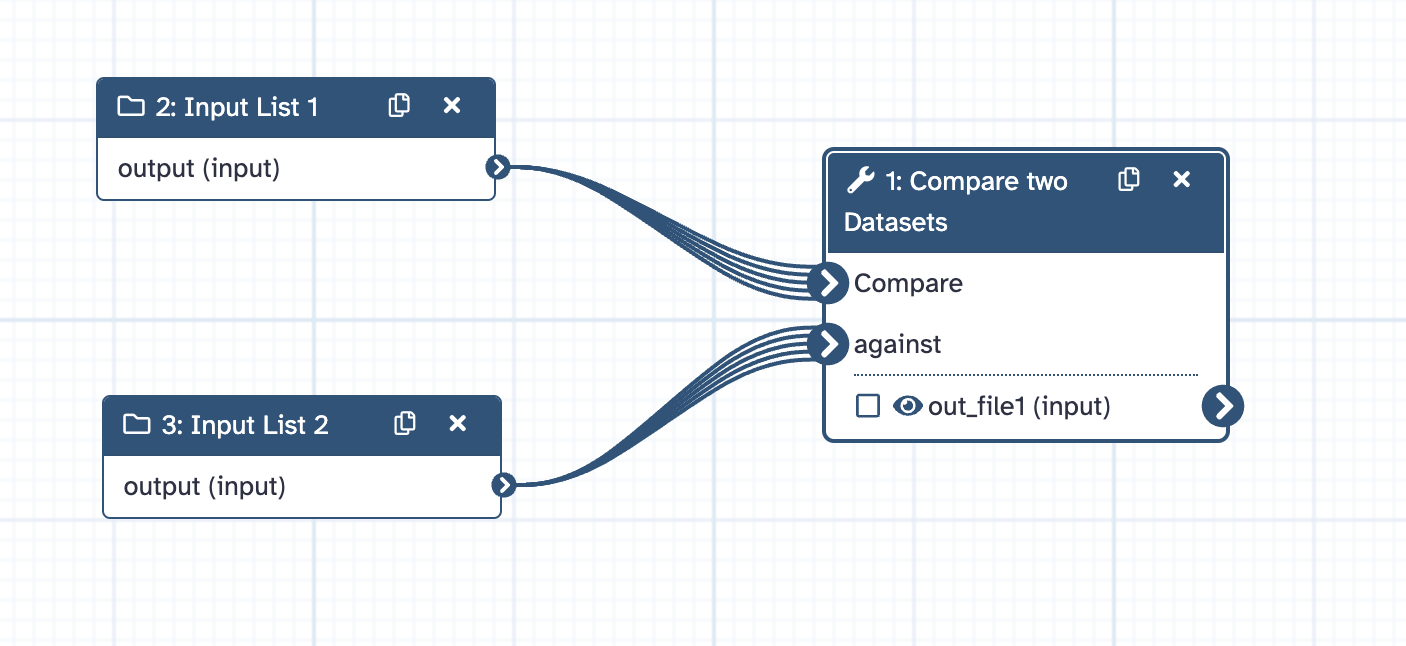 2: Input List 1
output (input)
1: Compare two
Datasets
Compare
against
out_file1 (input)
3: Input List 2
output (input)